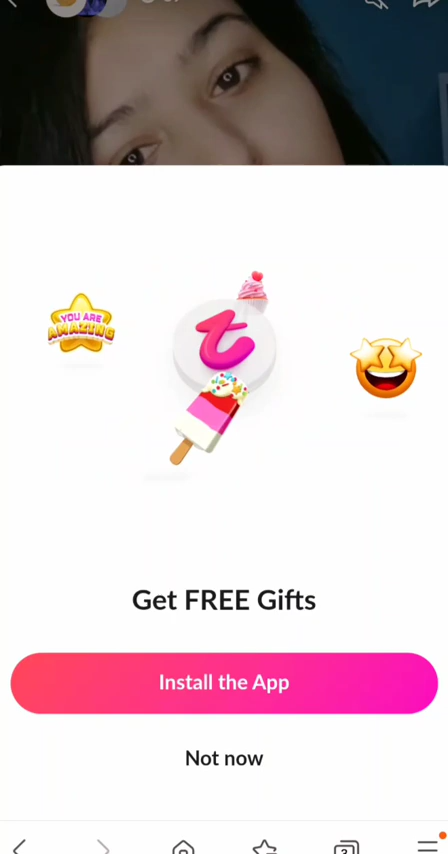 YOU ARE
AMAZING
t
Get FREE Gifts
Install the App
Not now